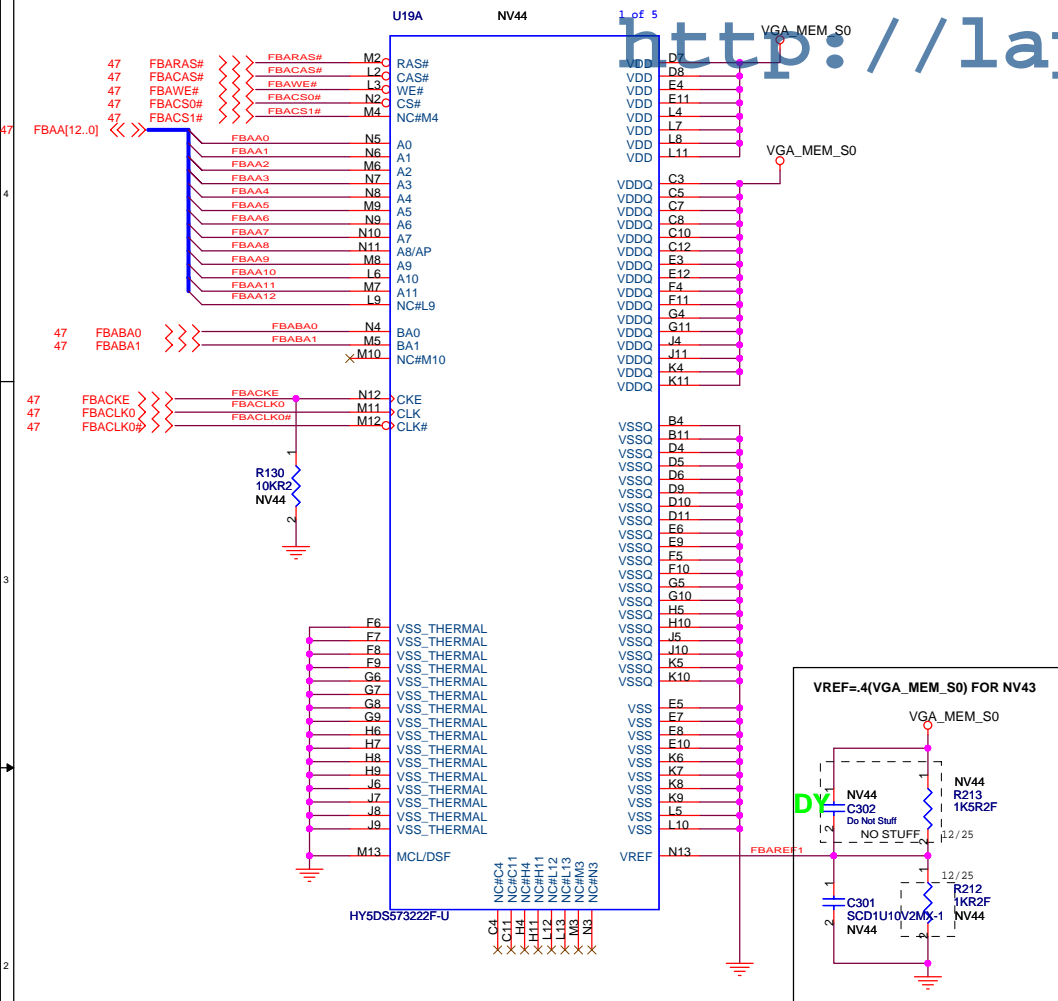 U19A NV44 1 of 5
http://la
VGA_MEM_S0
47 FBARAS# FBARAS# M2 RAS# VDD D7
47 FBACAS# FBACAS# L2 CAS# VDD D8
47 FBAWE# FBAWE# L3 WE# VDD E4
47 FBACS0# FBACS0# N2 CS# VDD E11
47 FBACS1# FBACS1# M4 NC#M4 VDD L4
47 FBAA[12..0] VDD L7
FBAA0 N5 A0 VDD L8
FBAA1 N6 A1 VDD L11
VGA_MEM_S0
FBAA2 M6 A2
FBAA3 N7 A3 VDDQ C3
4
FBAA4 N8 A4 VDDQ C5
FBAA5 M9 A5 VDDQ C7
FBAA6 N9 A6 VDDQ C8
FBAA7 N10 A7 VDDQ C10
FBAA8 N11 A8/AP VDDQ C12
FBAA9 M8 A9 VDDQ E3
FBAA10 L6 A10 VDDQ E12
FBAA11 M7 A11 VDDQ F4
FBAA12 L9 NC#L9 VDDQ F11
VDDQ G4
47 FBABA0 FBABA0 N4 BA0 VDDQ G11
47 FBABA1 FBABA1 M5 BA1 VDDQ J4
M10 NC#M10 VDDQ J11
VDDQ K4
VDDQ K11
47 FBACKE FBACKE N12 CKE
47 FBACLK0 FBACLK0 M11 CLK
47 FBACLK0# FBACLK0# M12 CLK# VSSQ B4
VSSQ B11
VSSQ D4
1 VSSQ D5
R130 VSSQ D6
10KR2 VSSQ D9
NV44 VSSQ D10
2 VSSQ D11
VSSQ E6
VSSQ E9
VSSQ F5
VSSQ F10
3 VSSQ G5
VSSQ G10
VSSQ H5
F6 VSS_THERMAL VSSQ H10
F7 VSS_THERMAL VSSQ J5
F8 VSS_THERMAL VSSQ J10
F9 VSS_THERMAL VSSQ K5
G6 VSS_THERMAL VSSQ K10
G7 VSS_THERMAL
G8 VSS_THERMAL VSS E5
G9 VSS_THERMAL VSS E7
H6 VSS_THERMAL VSS E8
H7 VSS_THERMAL VSS E10
H8 VSS_THERMAL VSS K6
H9 VSS_THERMAL VSS K7
J6 VSS_THERMAL VSS K8
J7 VSS_THERMAL VSS K9
J8 VSS_THERMAL VSS L5
J9 VSS_THERMAL VSS L10
M13 MCL/DSF VREF N13 FBAREF1
NC#C4 NC#C11 NC#H4 NC#H11 NC#L12 NC#L13 NC#M3 NC#N3
HY5DS573222F-U
C4 C11 H4 H11 L12 L13 M3 N3
VREF=.4(VGA_MEM_S0) FOR NV43
VGA_MEM_S0
1 1 NV44
DY NV44 R213
C302 1K5R2F
Do Not Stuff
2 NO STUFF 2 12/25
12/25
1 1 R212
C301 1KR2F
SCD1U10V2MX-1 NV44
2 NV44 2
2